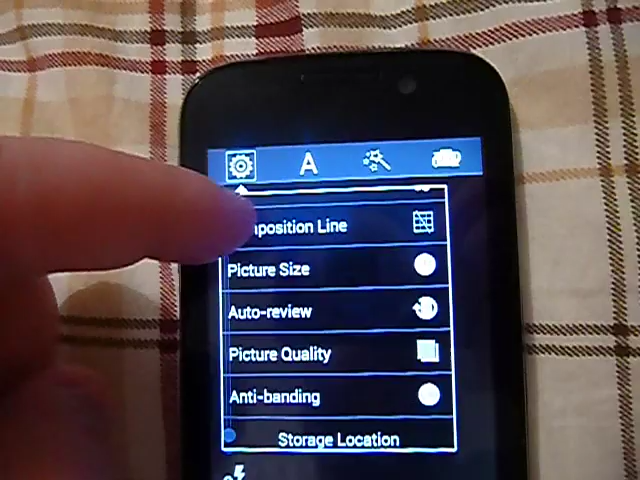 A
position Line
Picture Size
Auto-review
Picture Quality
Anti-banding
Storage Location